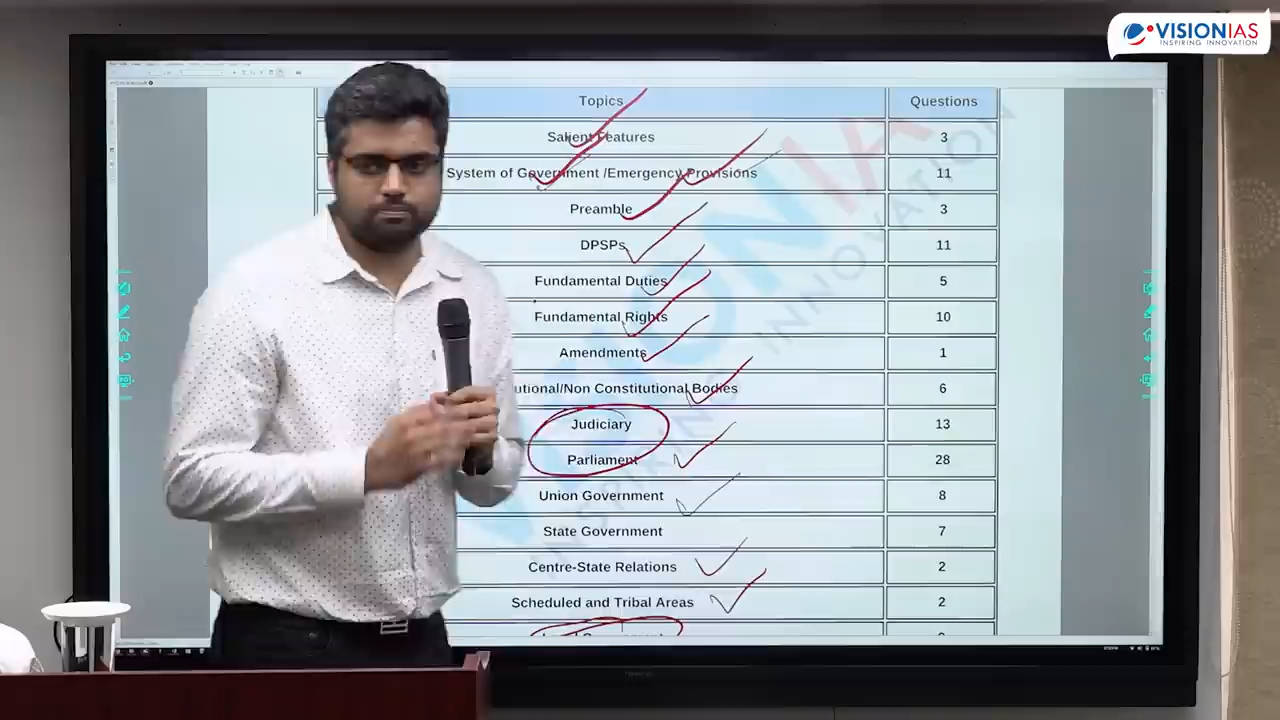 VISIONIAS
INSPIRING INNOVATION
Topics Questions
Salient Features 3
System of Government /Emergency Provisions 11
Preamble 3
DPSPs 11
Fundamental Duties 5
Fundamental Rights 10
Amendments 1
utional/Non Constitutional Bodies 6
Judiciary 13
Parliament 28
Union Government 8
State Government 7
Centre-State Relations 2
Scheduled and Tribal Areas 2